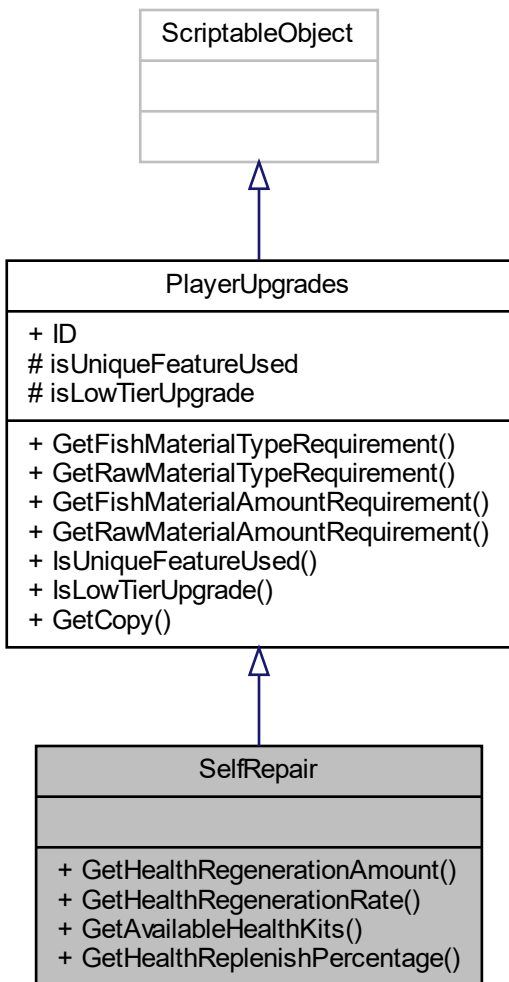 ScriptableObject
PlayerUpgrades
+ ID
# isUniqueFeatureUsed
# isLowTierUpgrade
+ GetFishMaterialTypeRequirement()
+ GetRawMaterialTypeRequirement()
+ GetFishMaterialAmountRequirement()
+ GetRawMaterialAmountRequirement()
+ IsUniqueFeatureUsed()
+ IsLowTierUpgrade()
+ GetCopy()
SelfRepair
+ GetHealthRegenerationAmount()
+ GetHealthRegenerationRate()
+ GetAvailableHealthKits()
+ GetHealthReplenishPercentage()